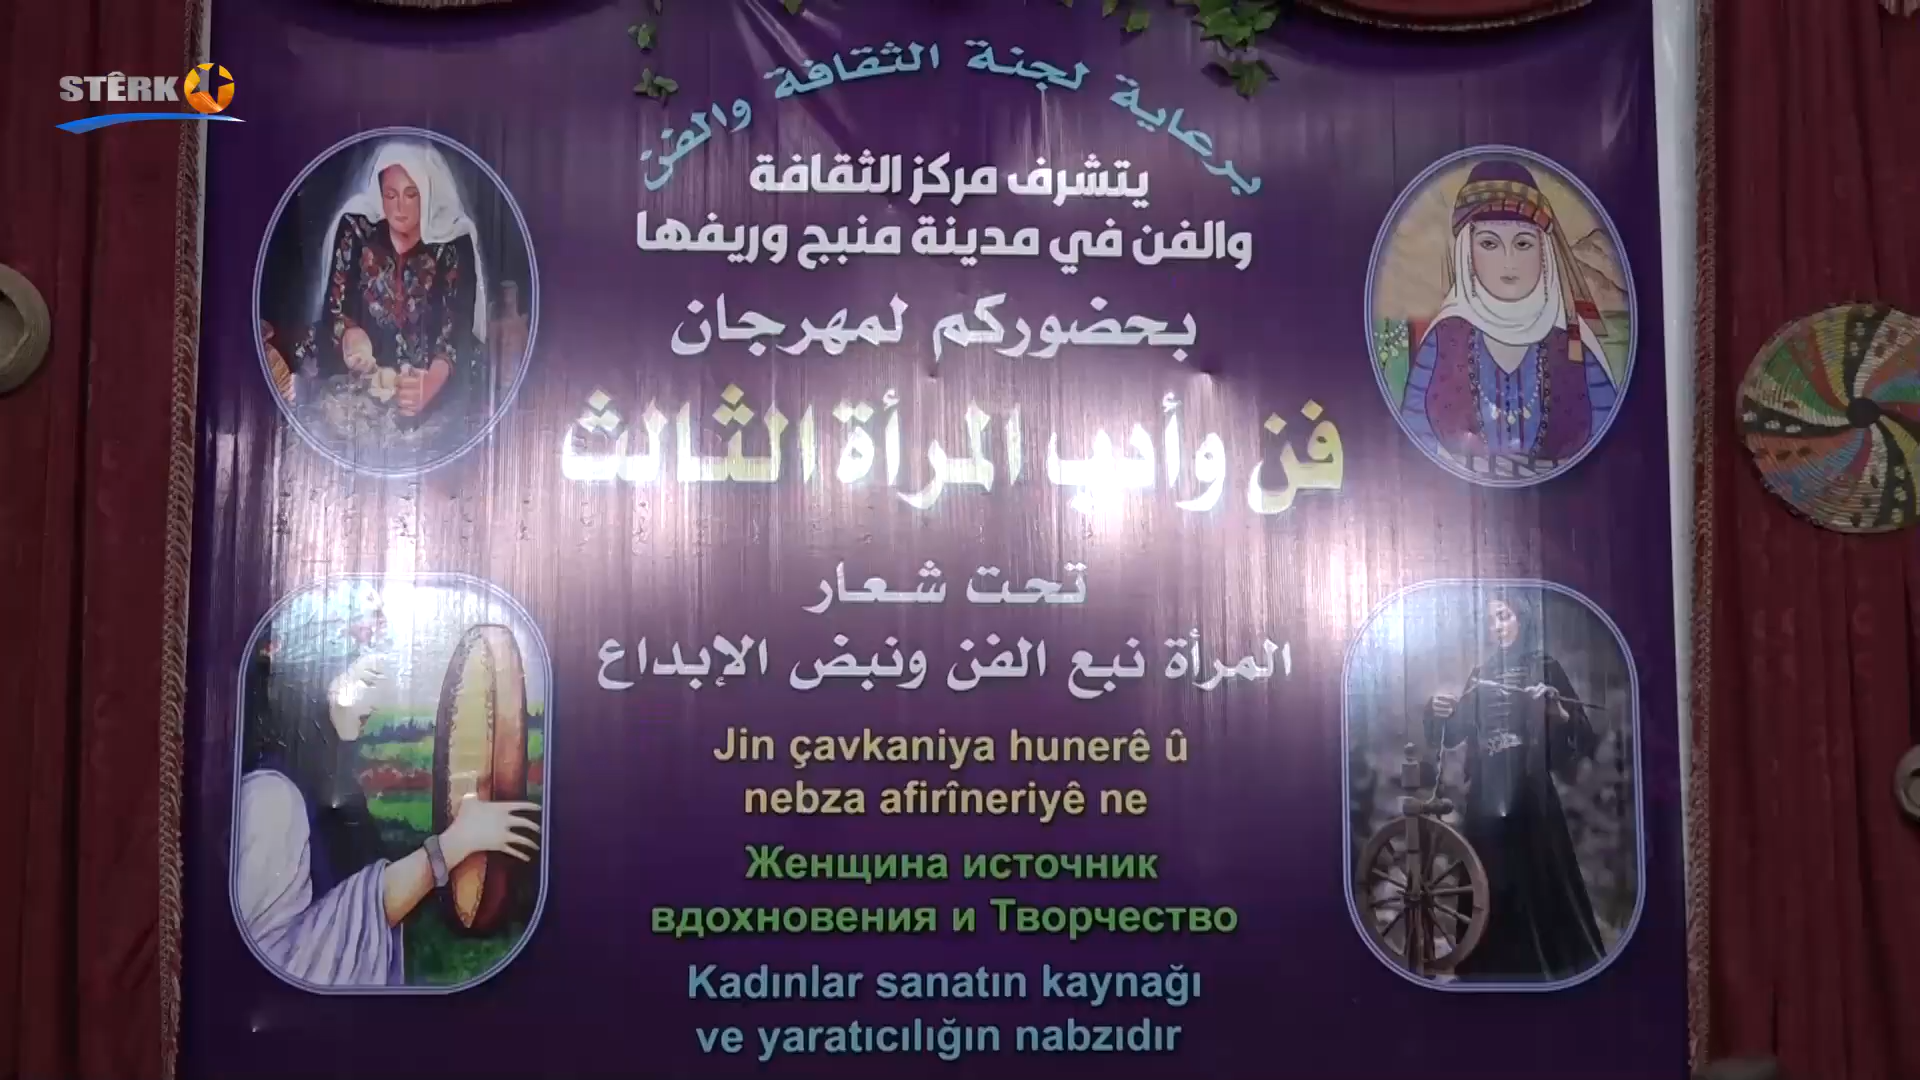 STÊRK
برعاية لجنة الثقافة والفن
يتشرف مركز الثقافة
والفن في مدينة منبج وريفها
بحضوركم لمهرجان
فن وأدب المرأة الثالث
تحت شعار
المرأة نبع الفن ونبض الإبداع
Jin çavkaniya hunerê û
nebza afirîneriyê ne
Женщина источник
вдохновения и Творчество
Kadınlar sanatın kaynağı
ve yaratıcılığın nabzıdır